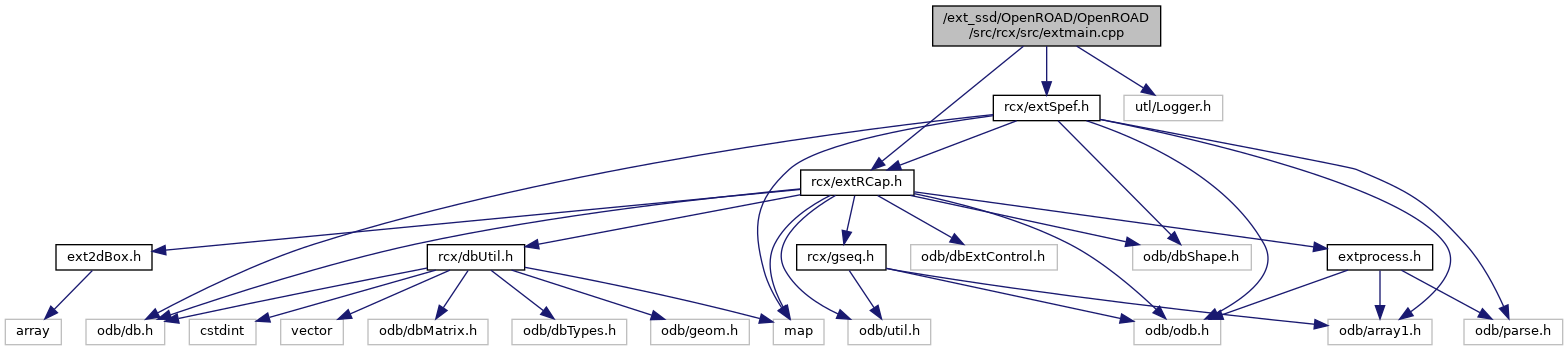 /ext_ssd/OpenROAD/OpenROAD
/src/rcx/src/extmain.cpp
rcx/extSpef.h
utl/Logger.h
rcx/extRCap.h
ext2dBox.h
rcx/dbUtil.h
rcx/gseq.h
odb/dbExtControl.h
odb/dbShape.h
extprocess.h
array
odb/db.h
cstdint
vector
odb/dbMatrix.h
odb/dbTypes.h
odb/geom.h
map
odb/util.h
odb/odb.h
odb/array1.h
odb/parse.h